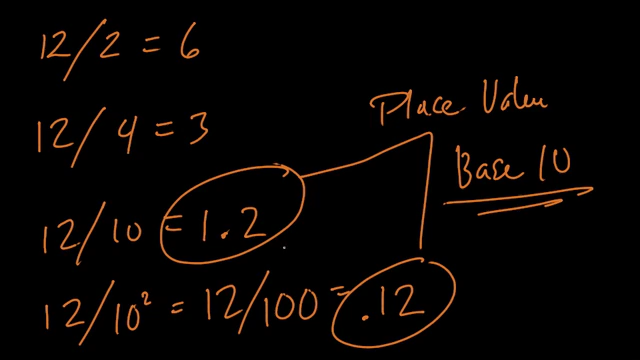 12/2 = 6
12/4 = 3
Place Value
Base 10
12/10 = 1.2
12/10² = 12/100 = .12